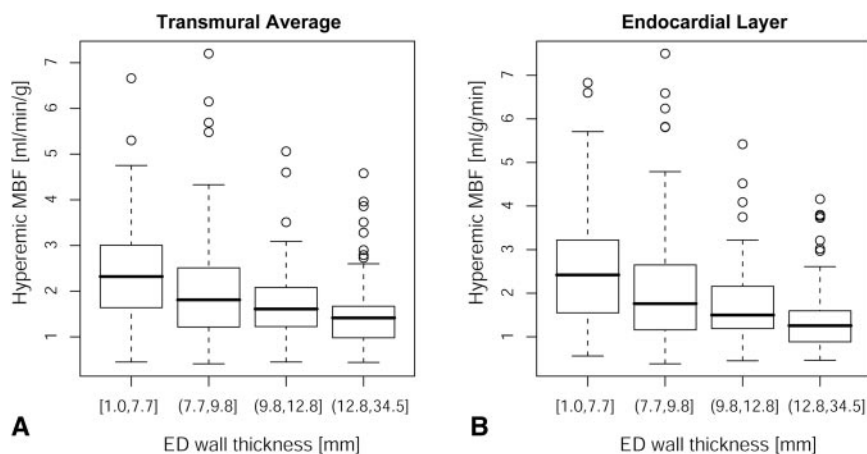 Transmural Average
Hyperemic MBF [ml/min/g]
7
6
5
4
3
2
1
[1.0,7.7]
(7.7,9.8]
(9.8,12.8]
(12.8,34.5]
A
ED wall thickness [mm]
Endocardial Layer
Hyperemic MBF [ml/g/min]
7
6
5
4
3
2
1
[1.0,7.7]
(7.7,9.8]
(9.8,12.8]
(12.8,34.5]
B
ED wall thickness [mm]